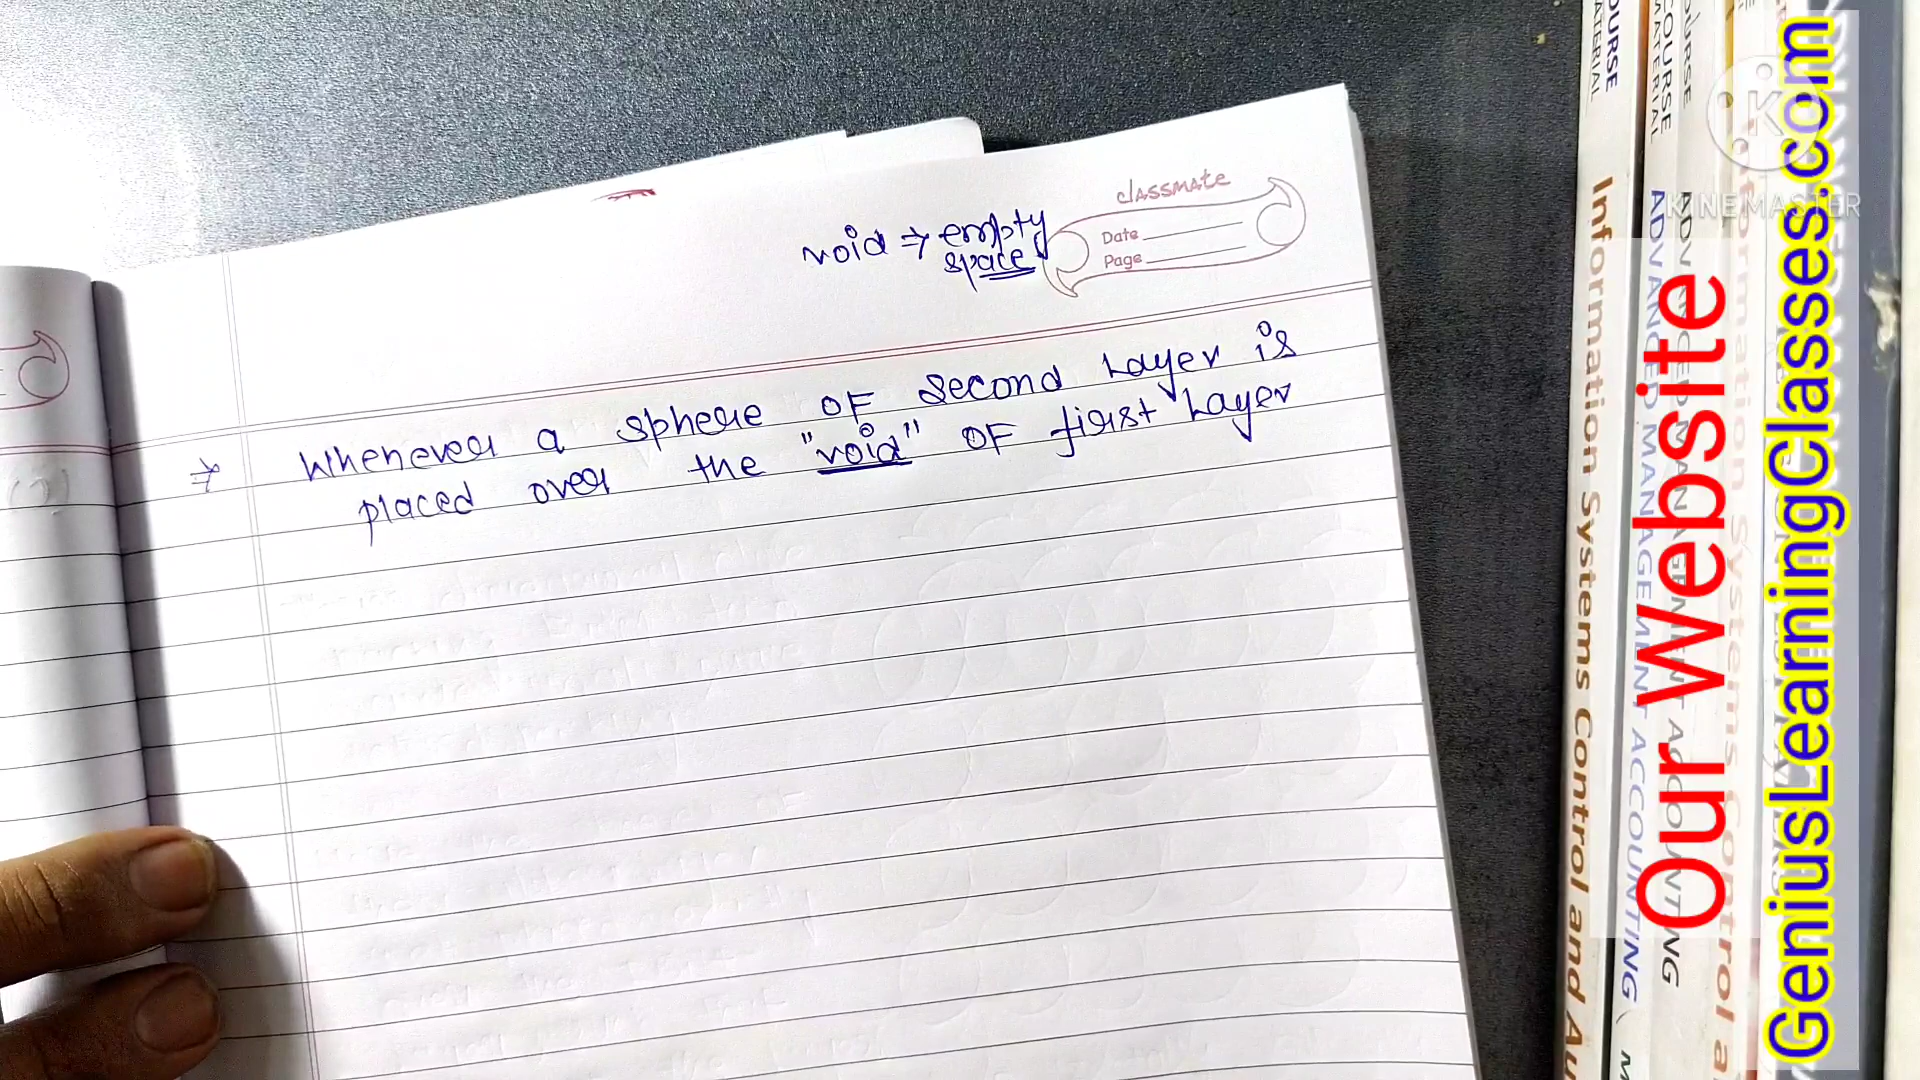 classmate
Date
Page
void ⇒ empty
space
⇒ Whenever a sphere OF second Layer is
placed over the "void" OF first Layer
Our Website
GeniusLearningClasses.com
KINEMASTER
Information Systems Control and Au
ADVANCED MANAGEMENT ACCOUNTING
COURSE
MATERIAL